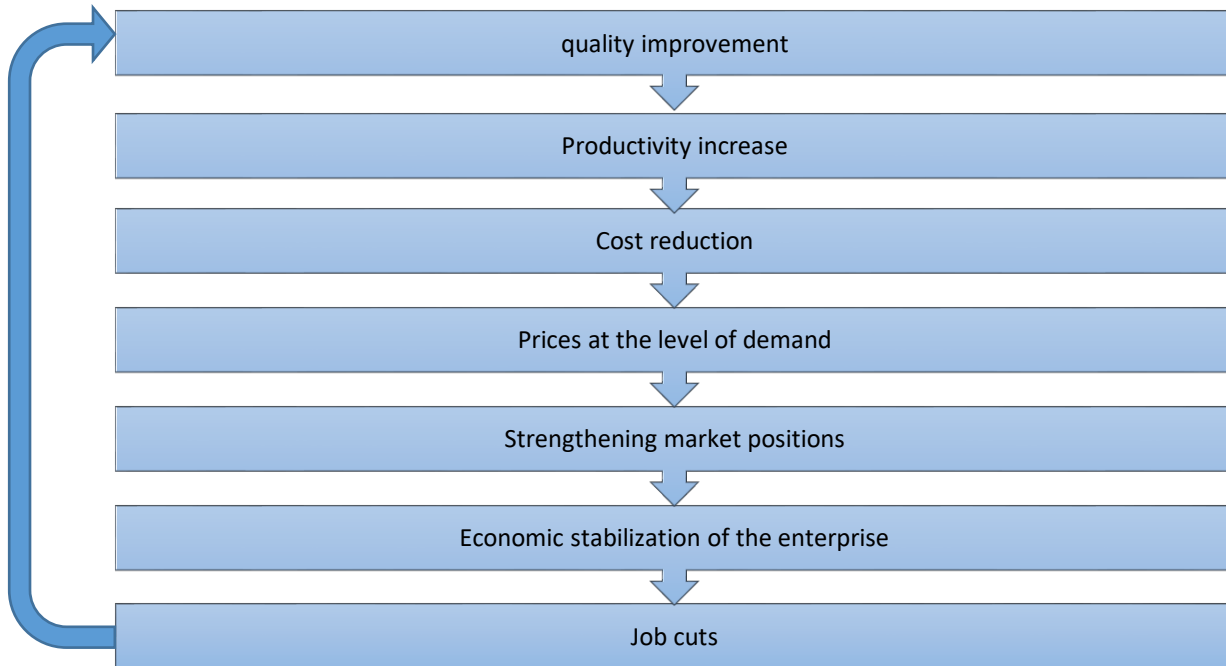 quality improvement
Productivity increase
Cost reduction
Prices at the level of demand
Strengthening market positions
Economic stabilization of the enterprise
Job cuts